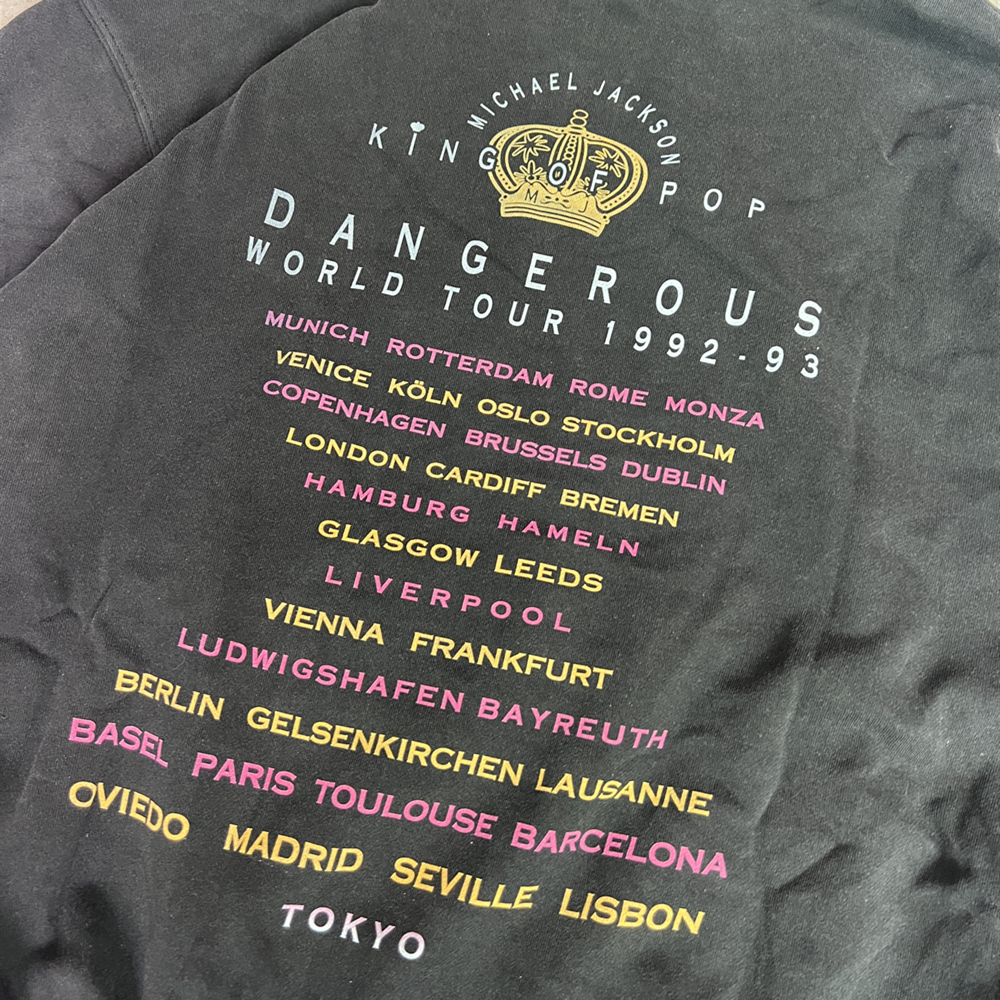 MICHAEL JACKSON
KING OF POP
M J
DANGEROUS
WORLD TOUR 1992-93
MUNICH ROTTERDAM ROME MONZA
VENICE KÖLN OSLO STOCKHOLM
COPENHAGEN BRUSSELS DUBLIN
LONDON CARDIFF BREMEN
HAMBURG HAMELN
GLASGOW LEEDS
LIVERPOOL
VIENNA FRANKFURT
LUDWIGSHAFEN BAYREUTH
BERLIN GELSENKIRCHEN LAUSANNE
BASEL PARIS TOULOUSE BARCELONA
OVIEDO MADRID SEVILLE LISBON
TOKYO